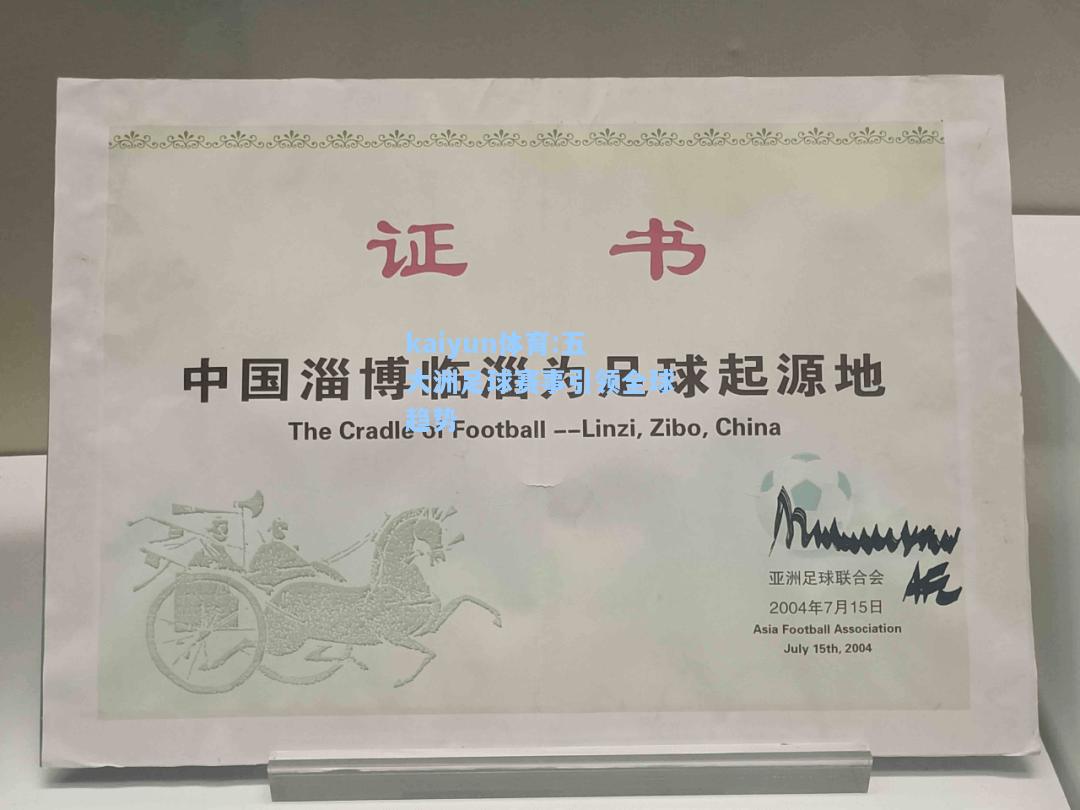 证 书
kaiyun体育:五
中国淄博临淄为足球起源地
大洲足球赛事引领全球
趋势
The Cradle of Football --Linzi, Zibo, China
亚洲足球联合会
2004年7月15日
Asia Football Association
July 15th, 2004